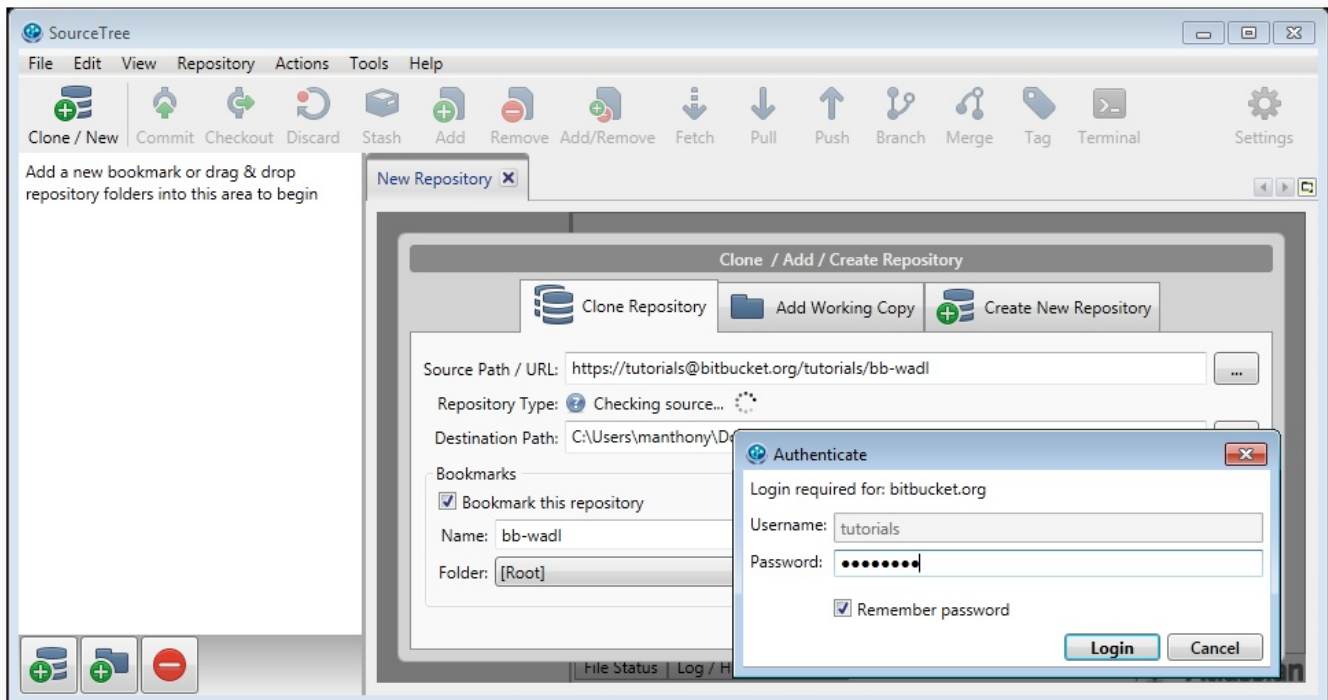 SourceTree
File Edit View Repository Actions Tools Help
Clone / New Commit Checkout Discard Stash Add Remove Add/Remove Fetch Pull Push Branch Merge Tag Terminal Settings
Add a new bookmark or drag & drop
repository folders into this area to begin
New Repository
Clone / Add / Create Repository
Clone Repository Add Working Copy Create New Repository
Source Path / URL: https://tutorials@bitbucket.org/tutorials/bb-wadl ...
Repository Type: Checking source...
Destination Path: C:\Users\manthony\
Bookmarks
Bookmark this repository
Name: bb-wadl
Folder: [Root]
Authenticate
Login required for: bitbucket.org
Username: tutorials
Password: ••••••••
Remember password
Login Cancel
File Status Log /